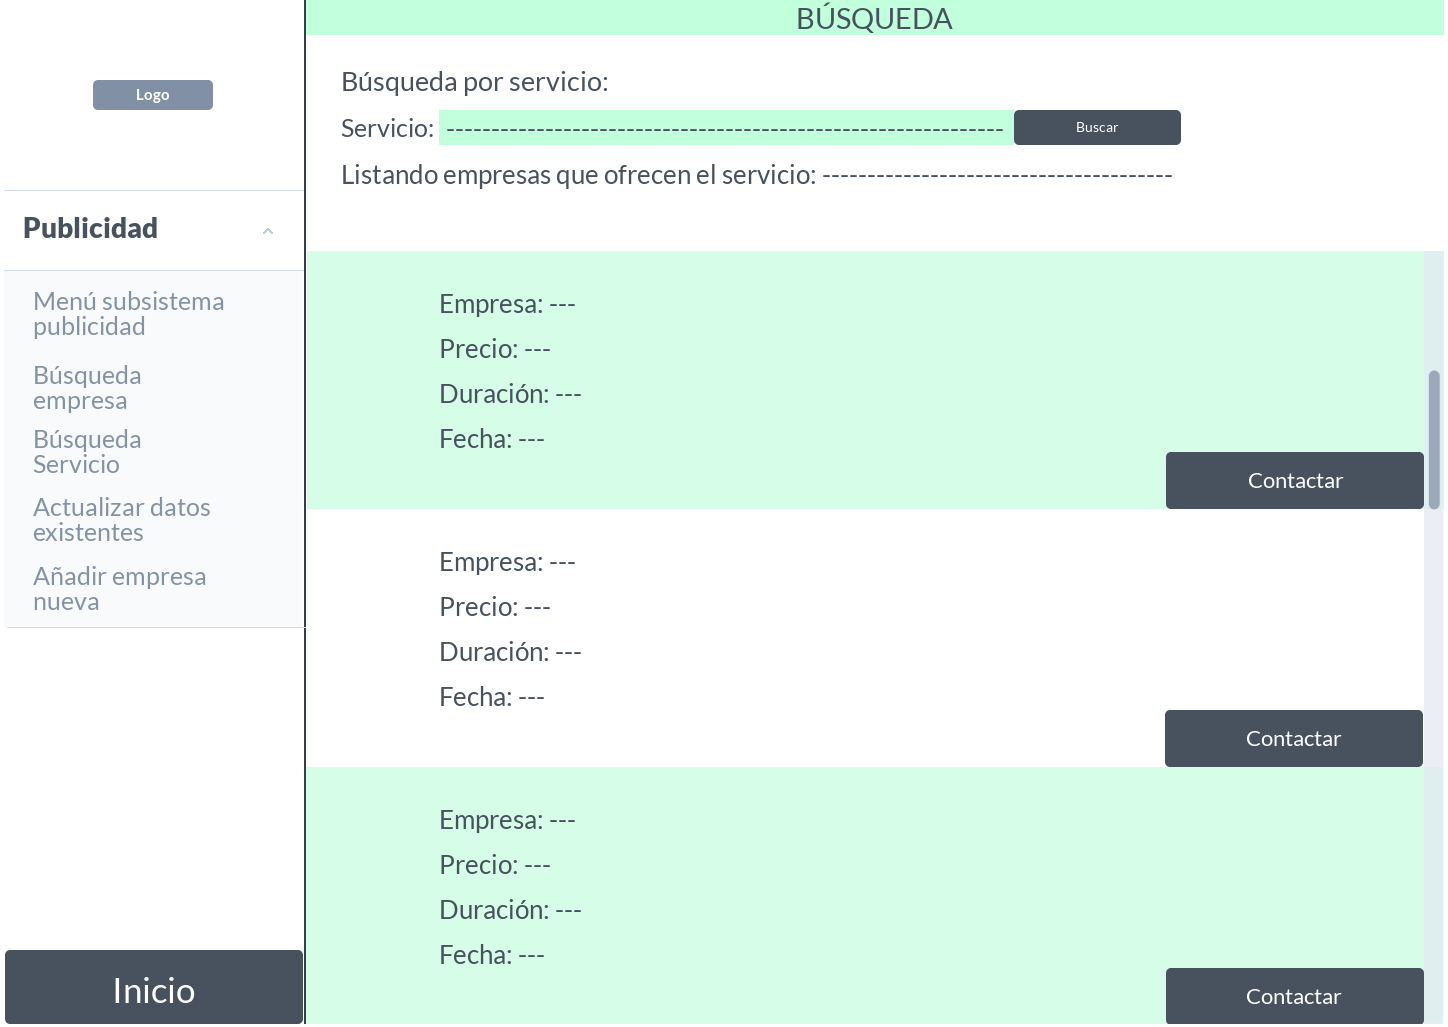 BÚSQUEDA
Logo
Búsqueda por servicio:
Servicio: --------------------------------------------------------------
Buscar
Listando empresas que ofrecen el servicio: ---------------------------------------
Publicidad
Menú subsistema
publicidad
Búsqueda
empresa
Búsqueda
Servicio
Actualizar datos
existentes
Añadir empresa
nueva
Inicio
Empresa: ---
Precio: ---
Duración: ---
Fecha: ---
Contactar
Empresa: ---
Precio: ---
Duración: ---
Fecha: ---
Contactar
Empresa: ---
Precio: ---
Duración: ---
Fecha: ---
Contactar